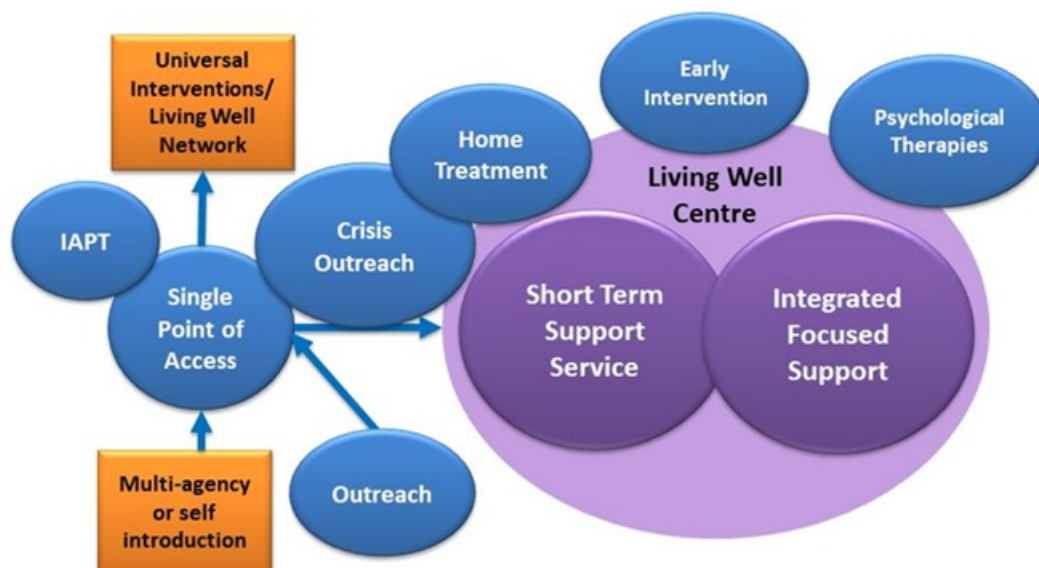 Universal
Interventions/
Living Well
Network
IAPT
Single
Point of
Access
Multi-agency
or self
introduction
Outreach
Crisis
Outreach
Home
Treatment
Early
Intervention
Psychological
Therapies
Living Well
Centre
Short Term
Support
Service
Integrated
Focused
Support